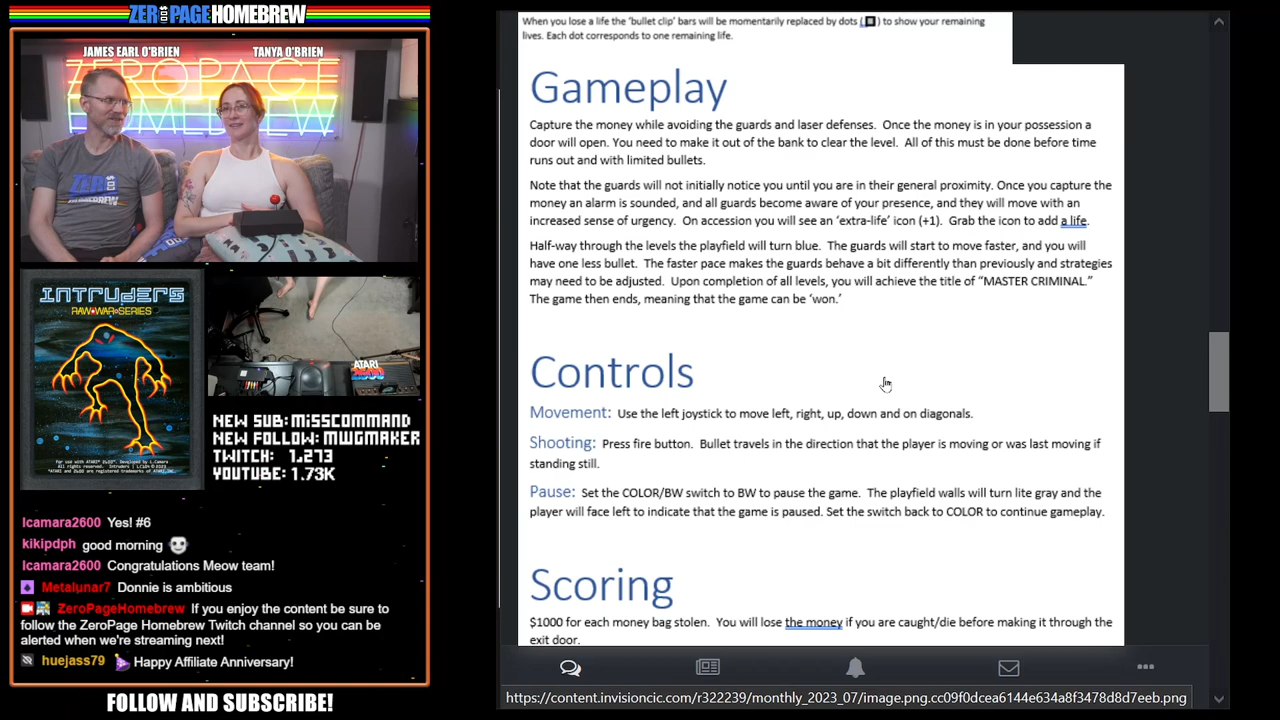 ZEROPAGE HOMEBREW
JAMES EARL O'BRIEN
TANYA O'BRIEN
ZEROPAGE
HOMEBREW
INTRUDERS
RAW•WAR•SERIES
ATARI
2600
NEW SUB: MISSCOMMAND
NEW FOLLOW: MWGMAKER
TWITCH: 1,273
YOUTUBE: 1.73K
lcamara2600 Yes! #6
kikipdph good morning
lcamara2600 Congratulations Meow team!
Metalunar7 Donnie is ambitious
ZeroPageHomebrew If you enjoy the content be sure to
follow the ZeroPage Homebrew Twitch channel so you can
be alerted when we're streaming next!
huejass79 Happy Affiliate Anniversary!
FOLLOW AND SUBSCRIBE!
When you lose a life the 'bullet clip' bars will be momentarily replaced by dots ( ) to show your remaining
lives. Each dot corresponds to one remaining life.
Gameplay
Capture the money while avoiding the guards and laser defenses. Once the money is in your possession a
door will open. You need to make it out of the bank to clear the level. All of this must be done before time
runs out and with limited bullets.
Note that the guards will not initially notice you until you are in their general proximity. Once you capture the
money an alarm is sounded, and all guards become aware of your presence, and they will move with an
increased sense of urgency. On accession you will see an 'extra-life' icon (+1). Grab the icon to add a life.
Half-way through the levels the playfield will turn blue. The guards will start to move faster, and you will
have one less bullet. The faster pace makes the guards behave a bit differently than previously and strategies
may need to be adjusted. Upon completion of all levels, you will achieve the title of “MASTER CRIMINAL.”
The game then ends, meaning that the game can be 'won.'
Controls
Movement: Use the left joystick to move left, right, up, down and on diagonals.
Shooting: Press fire button. Bullet travels in the direction that the player is moving or was last moving if
standing still.
Pause: Set the COLOR/BW switch to BW to pause the game. The playfield walls will turn lite gray and the
player will face left to indicate that the game is paused. Set the switch back to COLOR to continue gameplay.
Scoring
$1000 for each money bag stolen. You will lose the money if you are caught/die before making it through the
exit door.
https://content.invisioncic.com/r322239/monthly_2023_07/image.png.cc09f0dcea6144e634a8f3478d8d7eeb.png